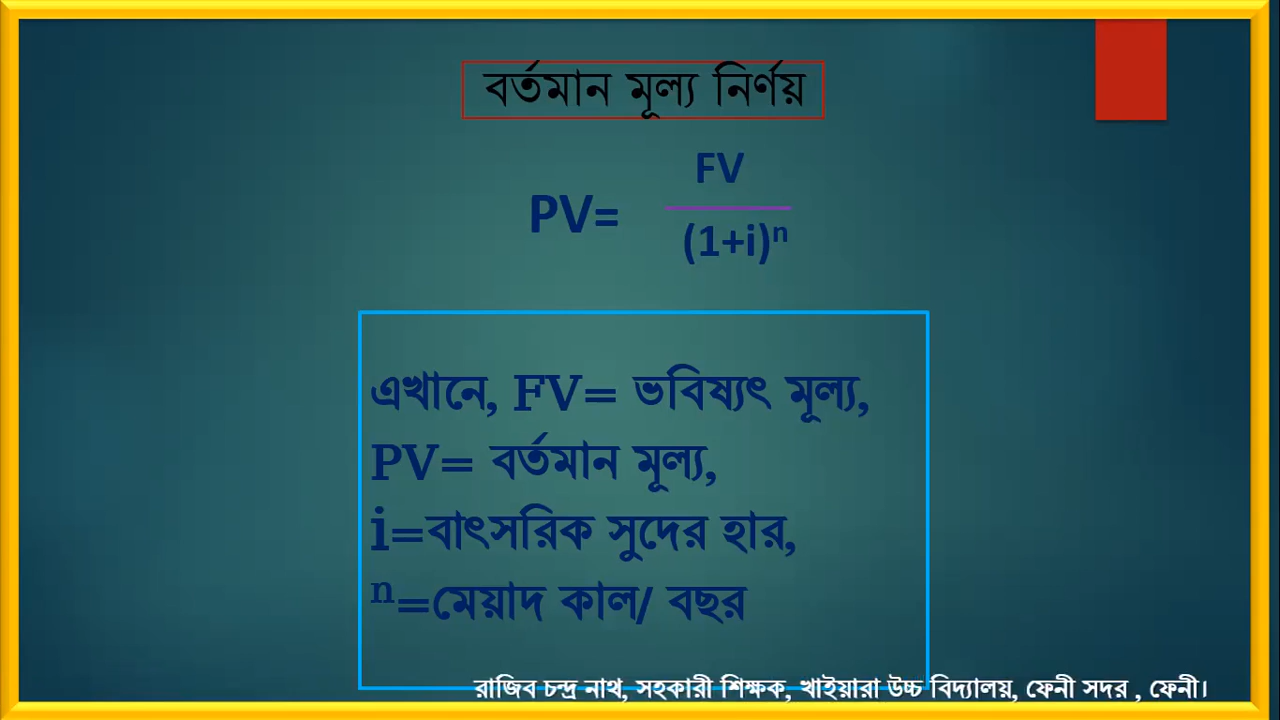 বর্তমান মূল্য নির্ণয়
FV
PV=
(1+i)ⁿ
এখানে, FV= ভবিষ্যৎ মূল্য,
PV= বর্তমান মূল্য,
i=বাৎসরিক সুদের হার,
ⁿ=মেয়াদ কাল/ বছর
রাজিব চন্দ্র নাথ, সহকারী শিক্ষক, খাইয়ারা উচ্চ বিদ্যালয়, ফেনী সদর , ফেনী।